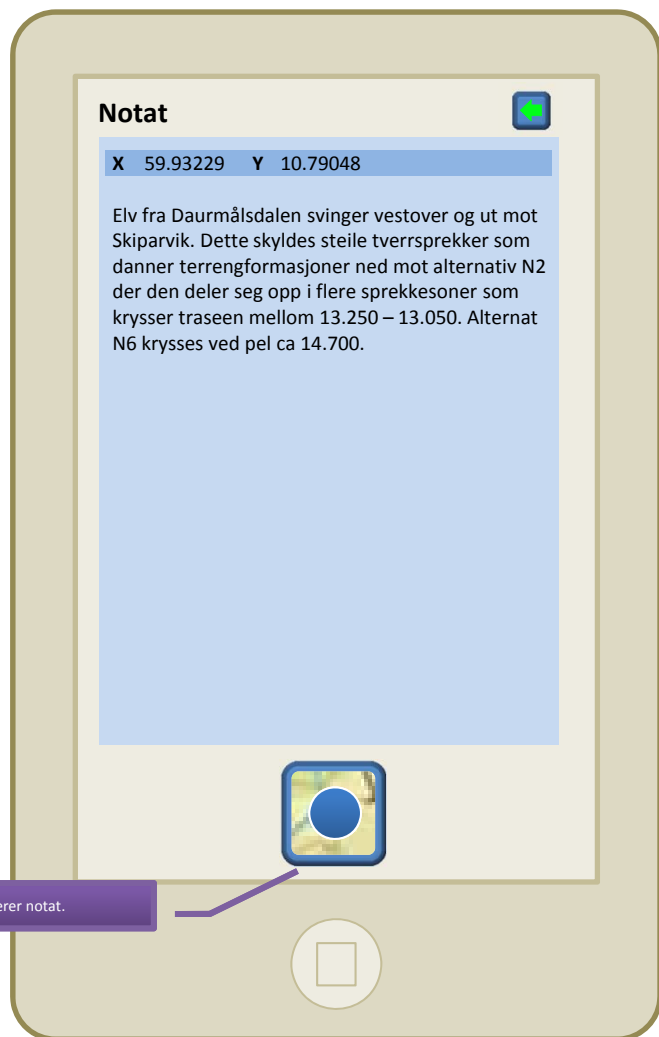 Notat
X 59.93229 Y 10.79048
Elv fra Daurmålsdalen svinger vestover og ut mot
Skiparvik. Dette skyldes steile tverrsprekker som
danner terrengformasjoner ned mot alternativ N2
der den deler seg opp i flere sprekkesoner som
krysser traseen mellom 13.250 – 13.050. Alternat
N6 krysses ved pel ca 14.700.
notat.